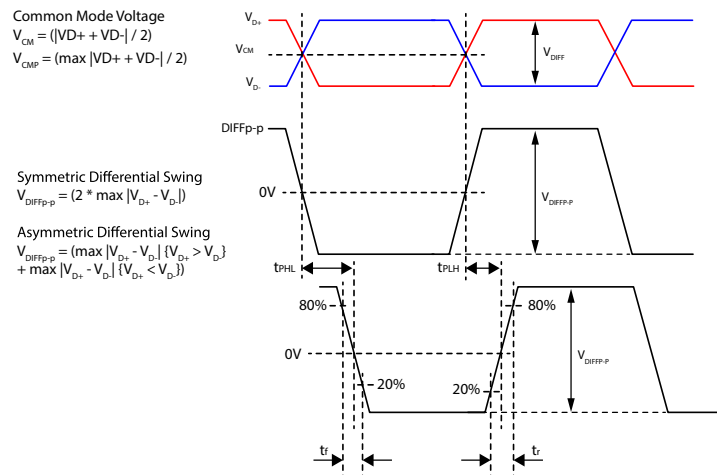 Common Mode Voltage
VCM = (|VD+ + VD-| / 2)
VCMP = (max |VD+ + VD-| / 2)
VD+
VCM
VD-
VDIFF
DIFFp-p
0V
VDIFFP-P
Symmetric Differential Swing
VDIFFp-p = (2 * max |VD+ - VD-|)
Asymmetric Differential Swing
VDIFFp-p = (max |VD+ - VD-| {VD+ > VD-}
+ max |VD+ - VD-| {VD+ < VD-})
tPHL
tPLH
80%
80%
0V
VDIFFP-P
20%
20%
tf
tr